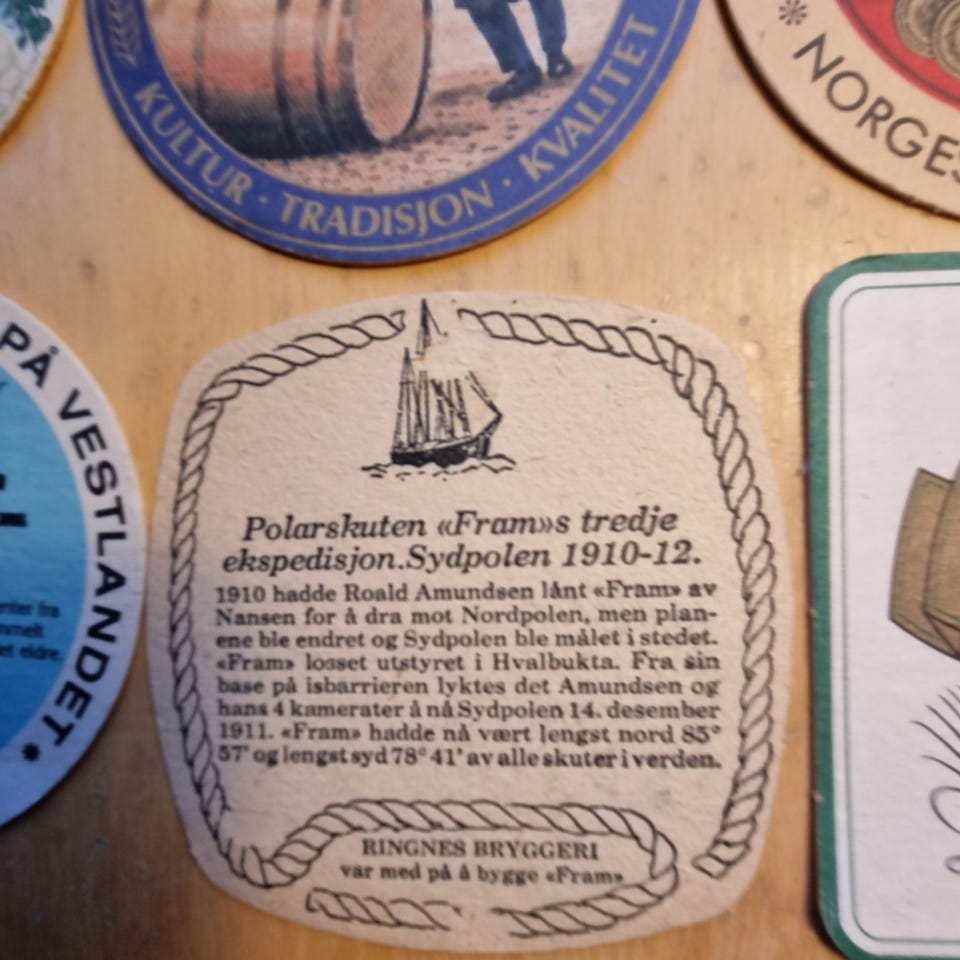 KULTUR · TRADISJON · KVALITET
NORGES
PÅ VESTLANDET
Polarskuten «Fram»s tredje
ekspedisjon.Sydpolen 1910-12.
1910 hadde Roald Amundsen lånt «Fram» av
Nansen for å dra mot Nordpolen, men plan-
ene ble endret og Sydpolen ble målet i stedet.
«Fram» losset utstyret i Hvalbukta. Fra sin
base på isbarrieren lyktes det Amundsen og
hans 4 kamerater å nå Sydpolen 14. desember
1911. «Fram» hadde nå vært lengst nord 85°
57' og lengst syd 78° 41' av alle skuter i verden.
RINGNES BRYGGERI
var med på å bygge «Fram»